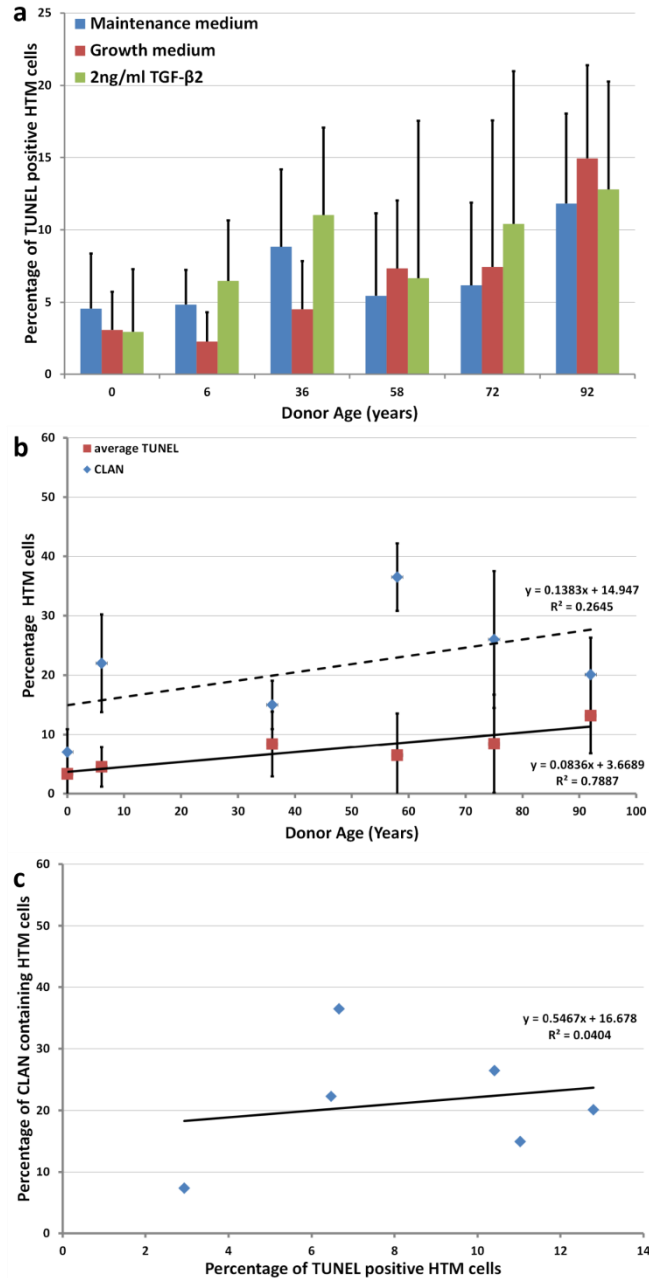 a
Maintenance medium
Growth medium
2ng/ml TGF-β2
Percentage of TUNEL positive HTM cells
25
20
15
10
5
0
0 6 36 58 72 92
Donor Age (years)
b
average TUNEL
CLAN
Percentage HTM cells
60
50
40
30
20
10
0
y = 0.1383x + 14.947
R² = 0.2645
y = 0.0836x + 3.6689
R² = 0.7887
0 10 20 30 40 50 60 70 80 90 100
Donor Age (Years)
c
Percentage of CLAN containing HTM cells
60
50
40
30
20
10
0
y = 0.5467x + 16.678
R² = 0.0404
0 2 4 6 8 10 12 14
Percentage of TUNEL positive HTM cells